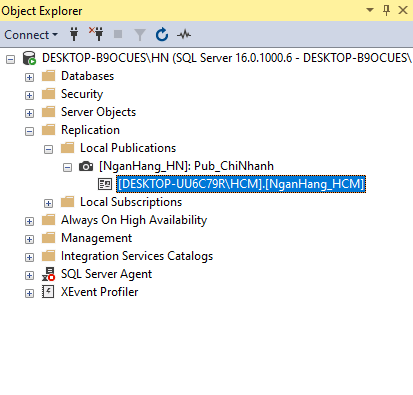 Object Explorer
Connect
DESKTOP-B9OCUES\HN (SQL Server 16.0.1000.6 - DESKTOP-B9OCUES\
Databases
Security
Server Objects
Replication
Local Publications
[NganHang_HN]: Pub_ChiNhanh
[DESKTOP-UU6C79R\HCM].[NganHang_HCM]
Local Subscriptions
Always On High Availability
Management
Integration Services Catalogs
SQL Server Agent
XEvent Profiler